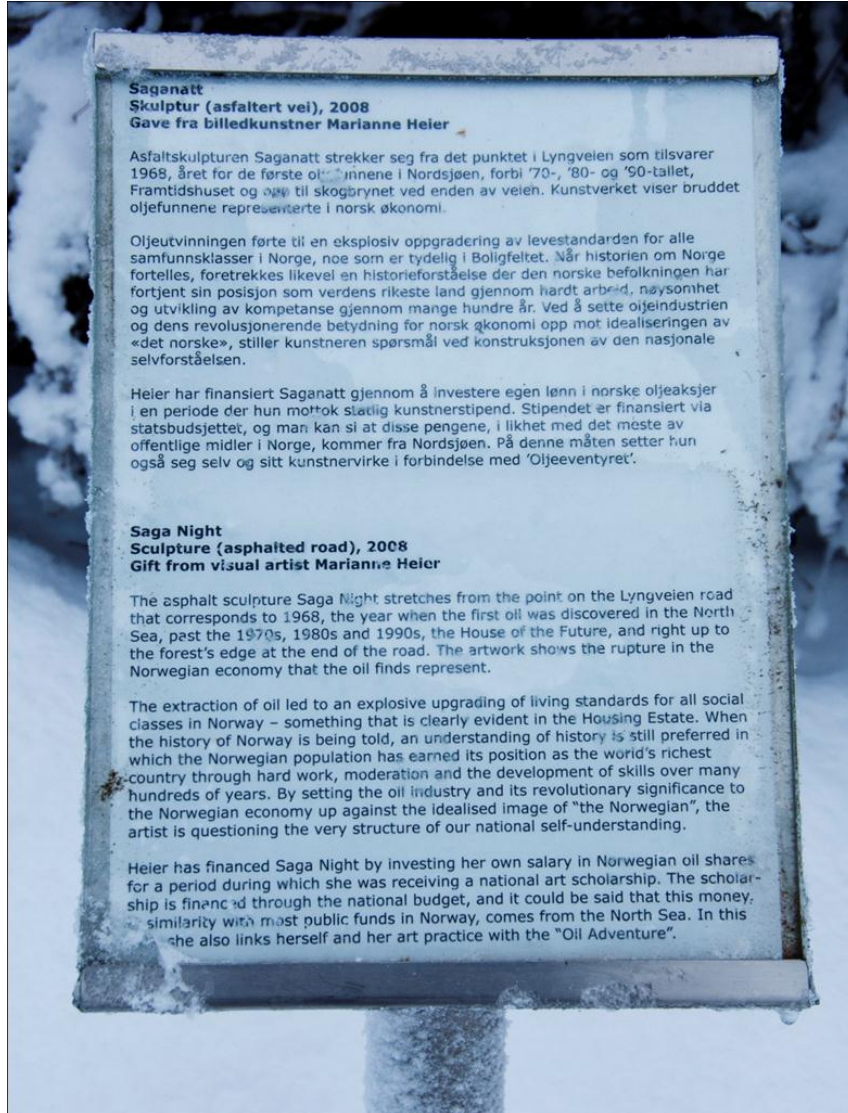 Saganatt
Skulptur (asfaltert vei), 2008
Gave fra billedkunstner Marianne Heier
Asfaltskulpturen Saganatt strekker seg fra det punktet i Lyngveien som tilsvarer
1968, året for de første oljefunnene i Nordsjøen, forbi '70-, '80- og '90-tallet,
Framtidshuset og opp til skogbrynet ved enden av veien. Kunstverket viser bruddet
oljefunnene representerte i norsk økonomi.
Oljeutvinningen førte til en eksplosiv oppgradering av levestandarden for alle
samfunnsklasser i Norge, noe som er tydelig i Boligfeltet. Når historien om Norge
fortelles, foretrekkes likevel en historieforståelse der den norske befolkningen har
fortjent sin posisjon som verdens rikeste land gjennom hardt arbeid, nøysomhet
og utvikling av kompetanse gjennom mange hundre år. Ved å sette oljeindustrien
og dens revolusjonerende betydning for norsk økonomi opp mot idealiseringen av
«det norske», stiller kunstneren spørsmål ved konstruksjonen av den nasjonale
selvforståelsen.
Heier har finansiert Saganatt gjennom å investere egen lønn i norske oljeaksjer
i en periode der hun mottok statlig kunstnerstipend. Stipendet er finansiert via
statsbudsjettet, og man kan si at disse pengene, i likhet med det meste av
offentlige midler i Norge, kommer fra Nordsjøen. På denne måten setter hun
også seg selv og sitt kunstnervirke i forbindelse med 'Oljeeventyret'.
Saga Night
Sculpture (asphalted road), 2008
Gift from visual artist Marianne Heier
The asphalt sculpture Saga Night stretches from the point on the Lyngveien road
that corresponds to 1968, the year when the first oil was discovered in the North
Sea, past the 1970s, 1980s and 1990s, the House of the Future, and right up to
the forest's edge at the end of the road. The artwork shows the rupture in the
Norwegian economy that the oil finds represent.
The extraction of oil led to an explosive upgrading of living standards for all social
classes in Norway – something that is clearly evident in the Housing Estate. When
the history of Norway is being told, an understanding of history is still preferred in
which the Norwegian population has earned its position as the world's richest
country through hard work, moderation and the development of skills over many
hundreds of years. By setting the oil industry and its revolutionary significance to
the Norwegian economy up against the idealised image of "the Norwegian", the
artist is questioning the very structure of our national self-understanding.
Heier has financed Saga Night by investing her own salary in Norwegian oil shares
for a period during which she was receiving a national art scholarship. The scholar-
ship is financed through the national budget, and it could be said that this money,
similarity with most public funds in Norway, comes from the North Sea. In this
she also links herself and her art practice with the "Oil Adventure".